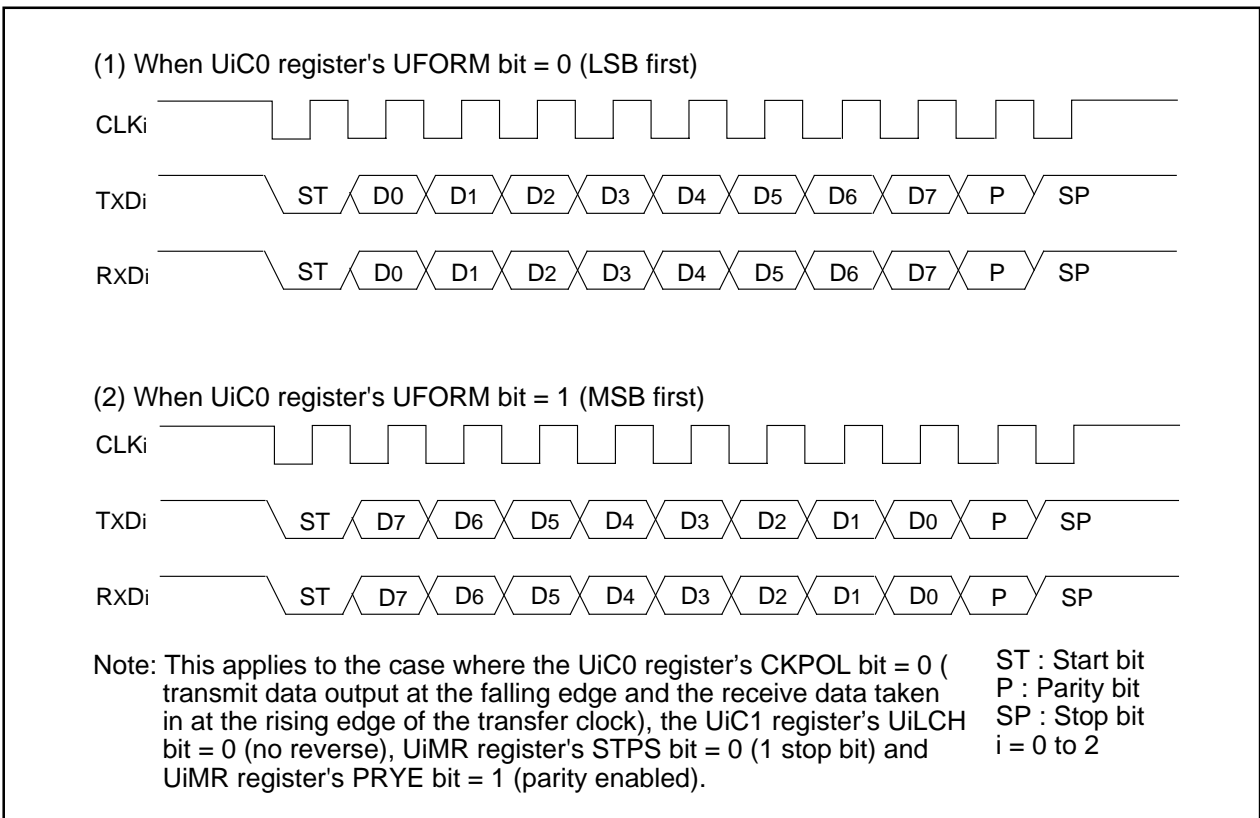 (1) When UiC0 register's UFORM bit = 0 (LSB first)
CLKi
TXDi ST D0 D1 D2 D3 D4 D5 D6 D7 P SP
RXDi ST D0 D1 D2 D3 D4 D5 D6 D7 P SP
(2) When UiC0 register's UFORM bit = 1 (MSB first)
CLKi
TXDi ST D7 D6 D5 D4 D3 D2 D1 D0 P SP
RXDi ST D7 D6 D5 D4 D3 D2 D1 D0 P SP
Note: This applies to the case where the UiC0 register's CKPOL bit = 0 (
transmit data output at the falling edge and the receive data taken
in at the rising edge of the transfer clock), the UiC1 register's UiLCH
bit = 0 (no reverse), UiMR register's STPS bit = 0 (1 stop bit) and
UiMR register's PRYE bit = 1 (parity enabled).
ST : Start bit
P : Parity bit
SP : Stop bit
i = 0 to 2